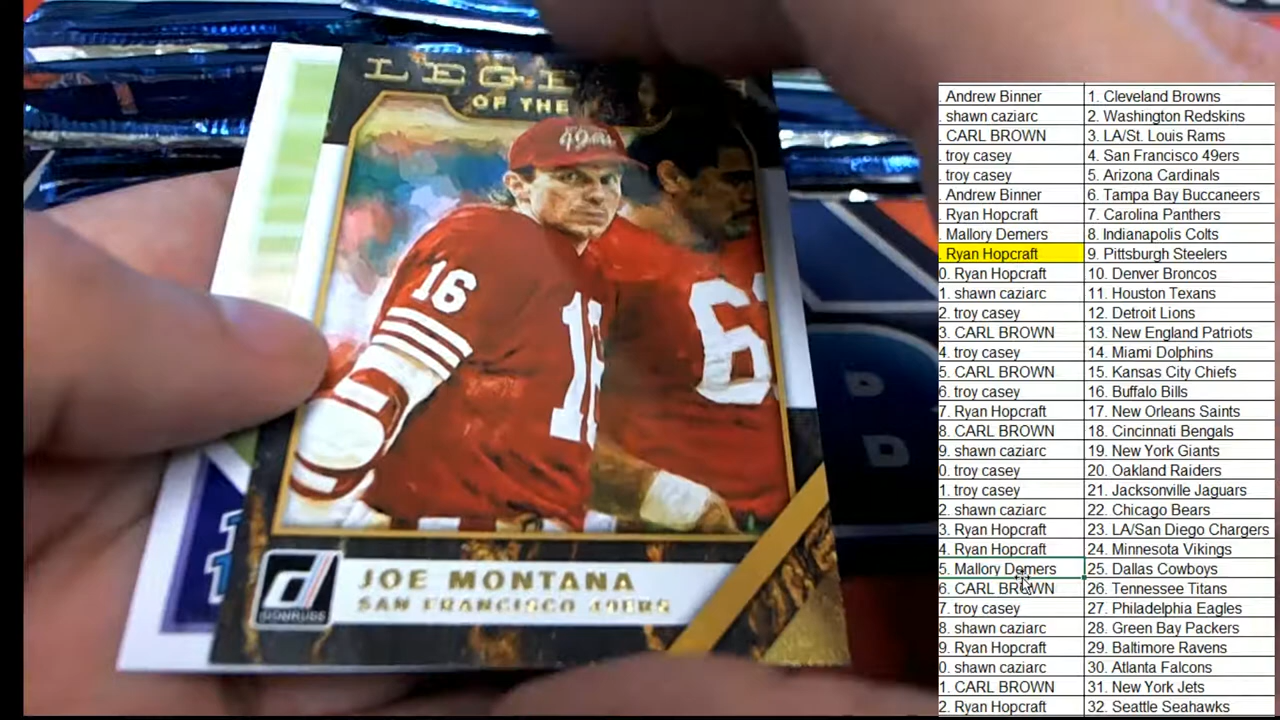 LEGE
OF THE
49ers
16
16
6
JOE MONTANA
SAN FRANCISCO 49ERS
d
DONRUSS
. Andrew Binner 1. Cleveland Browns
. shawn caziarc 2. Washington Redskins
. CARL BROWN 3. LA/St. Louis Rams
. troy casey 4. San Francisco 49ers
. troy casey 5. Arizona Cardinals
. Andrew Binner 6. Tampa Bay Buccaneers
. Ryan Hopcraft 7. Carolina Panthers
. Mallory Demers 8. Indianapolis Colts
. Ryan Hopcraft 9. Pittsburgh Steelers
0. Ryan Hopcraft 10. Denver Broncos
1. shawn caziarc 11. Houston Texans
2. troy casey 12. Detroit Lions
3. CARL BROWN 13. New England Patriots
4. troy casey 14. Miami Dolphins
5. CARL BROWN 15. Kansas City Chiefs
6. troy casey 16. Buffalo Bills
7. Ryan Hopcraft 17. New Orleans Saints
8. CARL BROWN 18. Cincinnati Bengals
9. shawn caziarc 19. New York Giants
0. troy casey 20. Oakland Raiders
1. troy casey 21. Jacksonville Jaguars
2. shawn caziarc 22. Chicago Bears
3. Ryan Hopcraft 23. LA/San Diego Chargers
4. Ryan Hopcraft 24. Minnesota Vikings
5. Mallory Demers 25. Dallas Cowboys
6. CARL BROWN 26. Tennessee Titans
7. troy casey 27. Philadelphia Eagles
8. shawn caziarc 28. Green Bay Packers
9. Ryan Hopcraft 29. Baltimore Ravens
0. shawn caziarc 30. Atlanta Falcons
1. CARL BROWN 31. New York Jets
2. Ryan Hopcraft 32. Seattle Seahawks